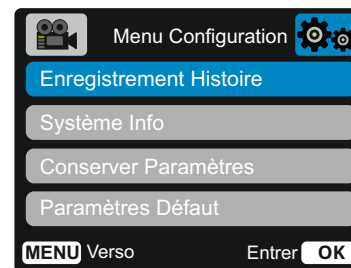 Menu Configuration
Enregistrement Histoire
Système Info
Conserver Paramètres
Paramètres Défaut
MENU Verso Entrer OK